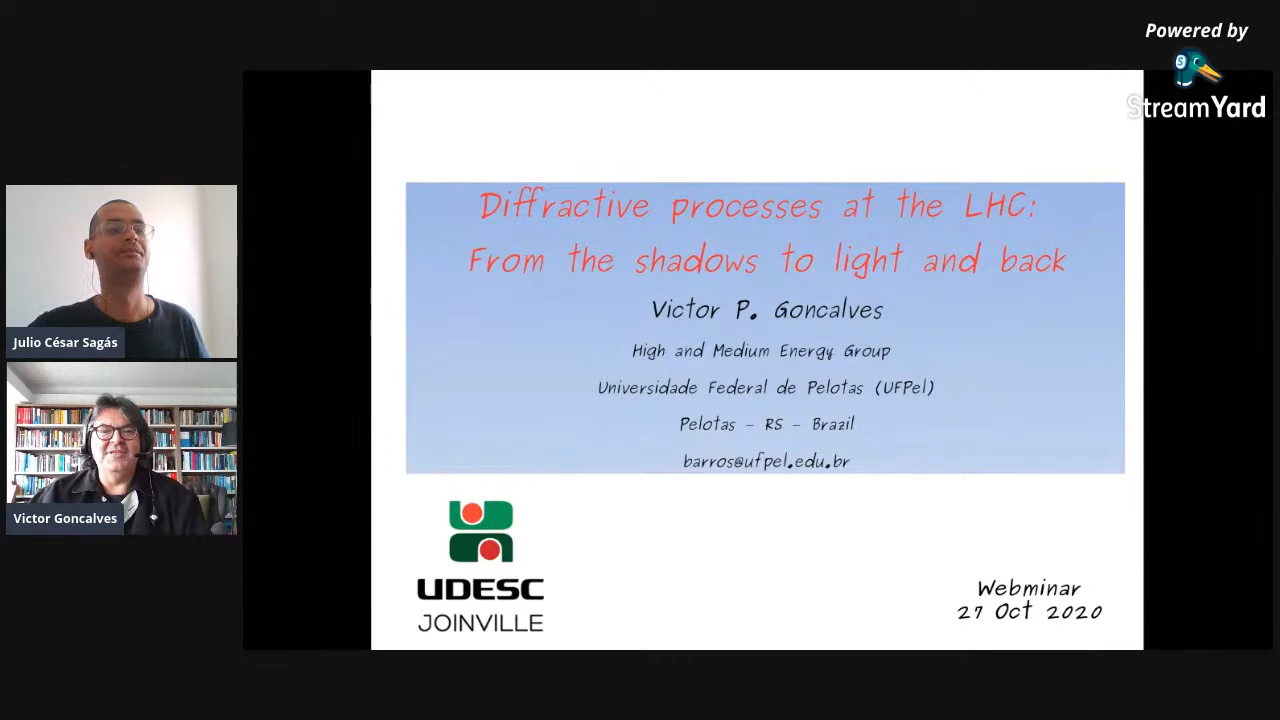 Powered by
StreamYard
Diffractive processes at the LHC:
From the shadows to light and back
Victor P. Goncalves
High and Medium Energy Group
Universidade Federal de Pelotas (UFPel)
Pelotas - RS - Brazil
barros@ufpel.edu.br
Julio César Sagás
Victor Goncalves
UDESC
JOINVILLE
Webminar
27 Oct 2020